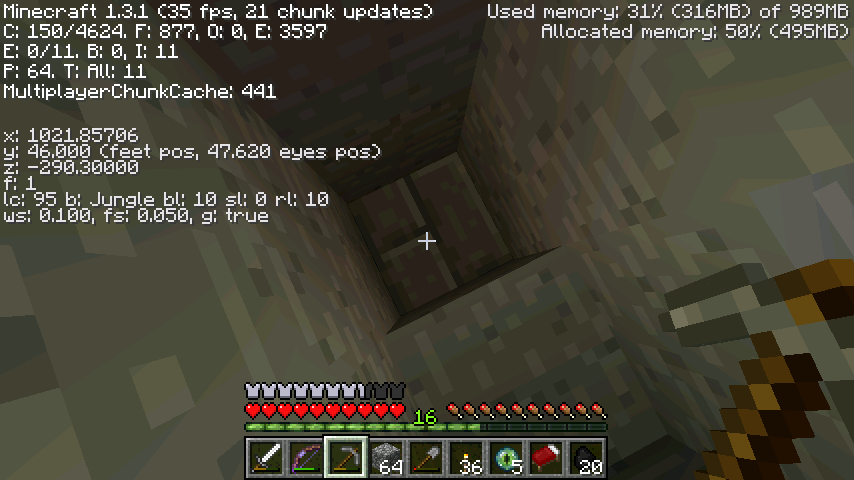 Minecraft 1.3.1 (35 fps, 21 chunk updates)
C: 150/4624. F: 877, O: 0, E: 3597
E: 0/11. B: 0, I: 11
P: 64. T: All: 11
MultiplayerChunkCache: 441
Used memory: 31% (316MB) of 989MB
Allocated memory: 50% (495MB)
x: 1021.85706
y: 46.000 (feet pos, 47.620 eyes pos)
z: -290.30000
f: 1
lc: 95 b: Jungle bl: 10 sl: 0 rl: 10
ws: 0.100, fs: 0.050, g: true
16
64 36 5 20